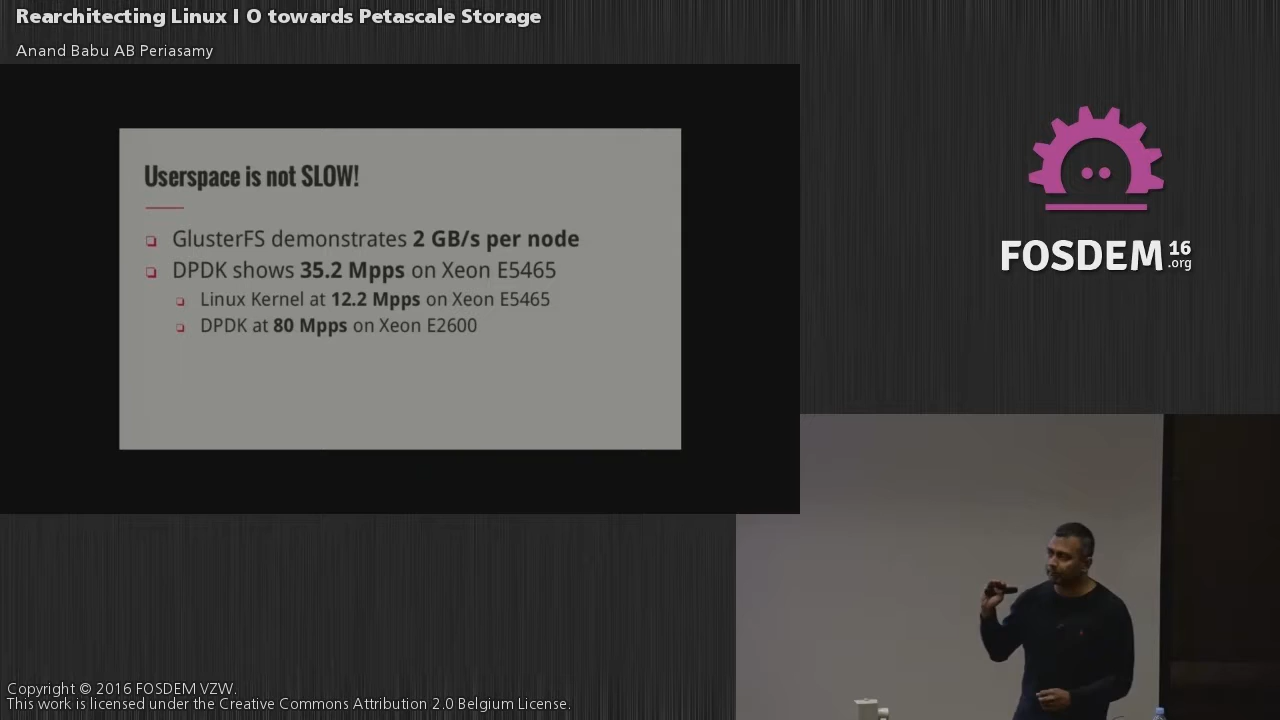 Rearchitecting Linux I O towards Petascale Storage
Anand Babu AB Periasamy
Userspace is not SLOW!
GlusterFS demonstrates 2 GB/s per node
DPDK shows 35.2 Mpps on Xeon E5465
Linux Kernel at 12.2 Mpps on Xeon E5465
DPDK at 80 Mpps on Xeon E2600
FOSDEM 16
.org
Copyright © 2016 FOSDEM VZW.
This work is licensed under the Creative Commons Attribution 2.0 Belgium License.